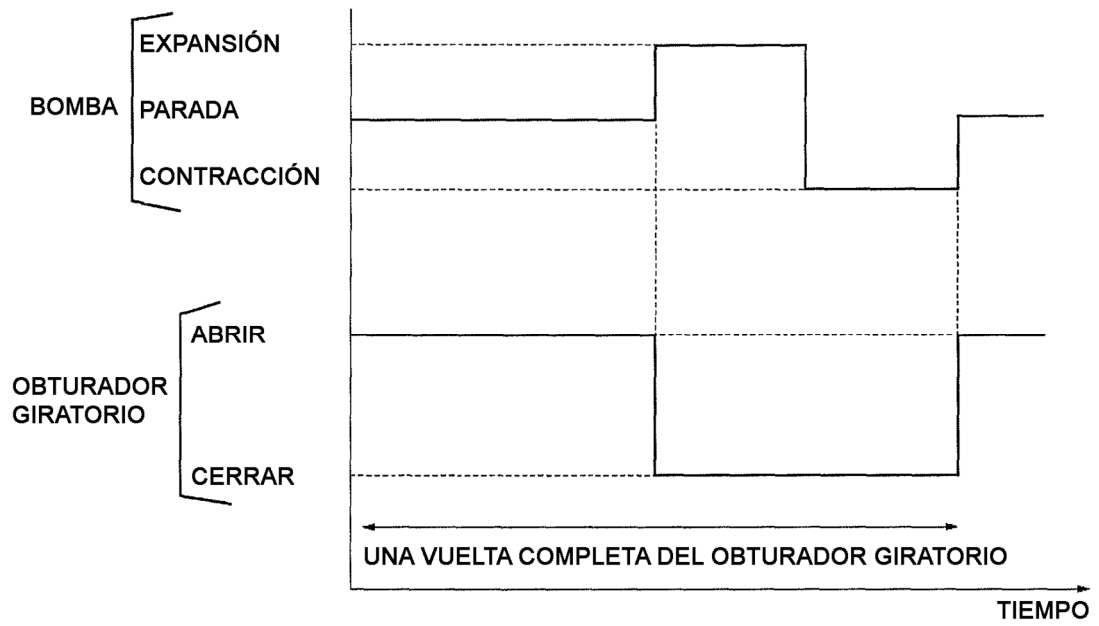 EXPANSIÓN
BOMBA
PARADA
CONTRACCIÓN
ABRIR
OBTURADOR
GIRATORIO
CERRAR
UNA VUELTA COMPLETA DEL OBTURADOR GIRATORIO
TIEMPO